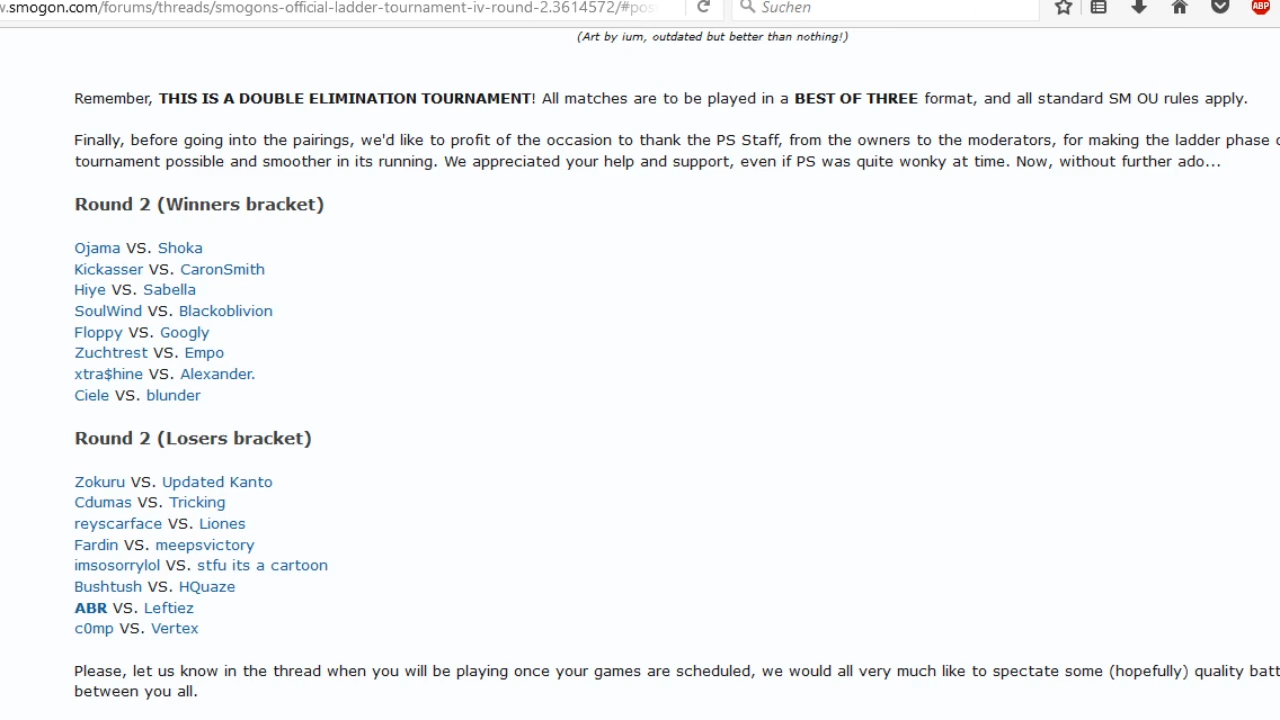 w.smogon.com/forums/threads/smogons-official-ladder-tournament-iv-round-2.3614572/#pos
Suchen
ABP
(Art by ium, outdated but better than nothing!)
Remember, THIS IS A DOUBLE ELIMINATION TOURNAMENT! All matches are to be played in a BEST OF THREE format, and all standard SM OU rules apply.
Finally, before going into the pairings, we'd like to profit of the occasion to thank the PS Staff, from the owners to the moderators, for making the ladder phase
tournament possible and smoother in its running. We appreciated your help and support, even if PS was quite wonky at time. Now, without further ado...
Round 2 (Winners bracket)
Ojama VS. Shoka
Kickasser VS. CaronSmith
Hiye VS. Sabella
SoulWind VS. Blackoblivion
Floppy VS. Googly
Zuchtrest VS. Empo
xtra$hine VS. Alexander.
Ciele VS. blunder
Round 2 (Losers bracket)
Zokuru VS. Updated Kanto
Cdumas VS. Tricking
reyscarface VS. Liones
Fardin VS. meepsvictory
imsosorrylol VS. stfu its a cartoon
Bushtush VS. HQuaze
ABR VS. Leftiez
c0mp VS. Vertex
Please, let us know in the thread when you will be playing once your games are scheduled, we would all very much like to spectate some (hopefully) quality batt
between you all.